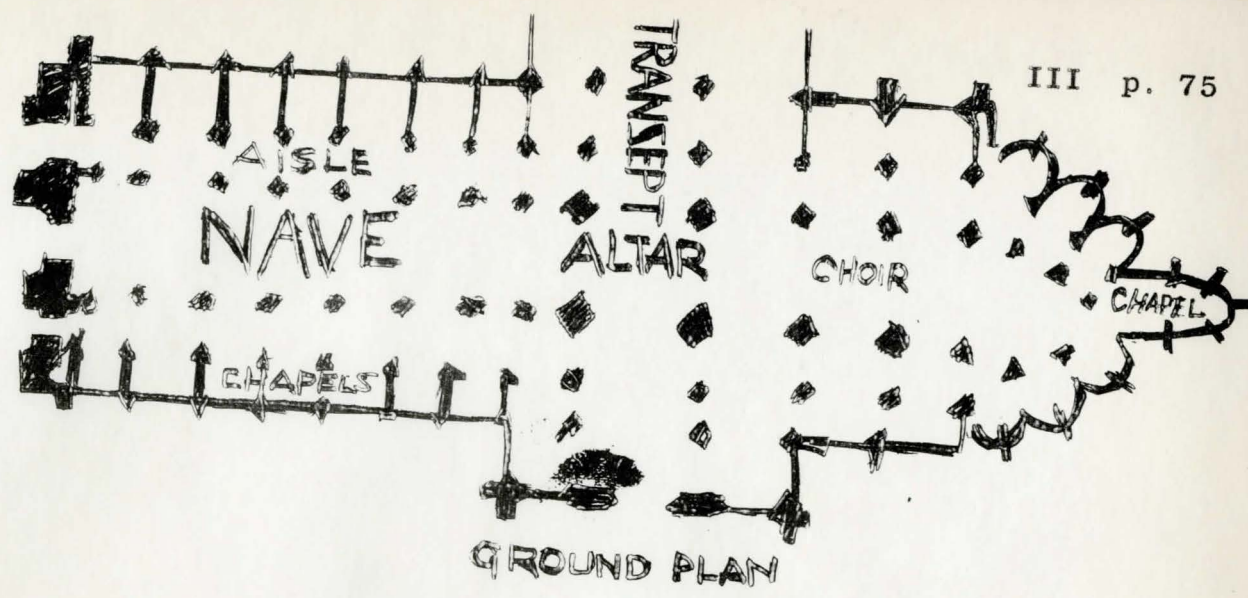 III p. 75
TRANSEPT
AISLE
NAVE
ALTAR
CHOIR
CHAPEL
CHAPELS
GROUND PLAN